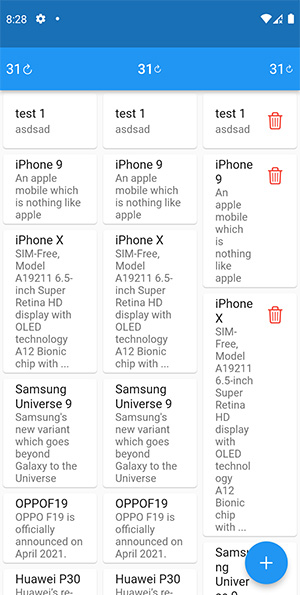 8:28
31
31
31
test 1
asdsad
iPhone 9
An apple
mobile which
is nothing like
apple
iPhone X
SIM-Free,
Model
A19211 6.5-
inch Super
Retina HD
display with
OLED
technology
A12 Bionic
chip with ...
Samsung
Universe 9
Samsung's
new variant
which goes
beyond
Galaxy to the
Universe
OPPOF19
OPPO F19 is
officially
announced on
April 2021.
Huawei P30
Huawei's re-
test 1
asdsad
iPhone 9
An apple
mobile which
is nothing like
apple
iPhone X
SIM-Free,
Model
A19211 6.5-
inch Super
Retina HD
display with
OLED
technology
A12 Bionic
chip with ...
Samsung
Universe 9
Samsung's
new variant
which goes
beyond
Galaxy to the
Universe
OPPOF19
OPPO F19 is
officially
announced on
April 2021.
Huawei P30
Huawei's re-
test 1
asdsad
iPhone
9
An
apple
mobile
which
is
nothing
like
apple
iPhone
X
SIM-
Free,
Model
A19211
6.5-inch
Super
Retina
HD
display
with
OLED
technol
ogy
A12
Bionic
chip
with ...
Samsu
ng
Univer
se 9
+